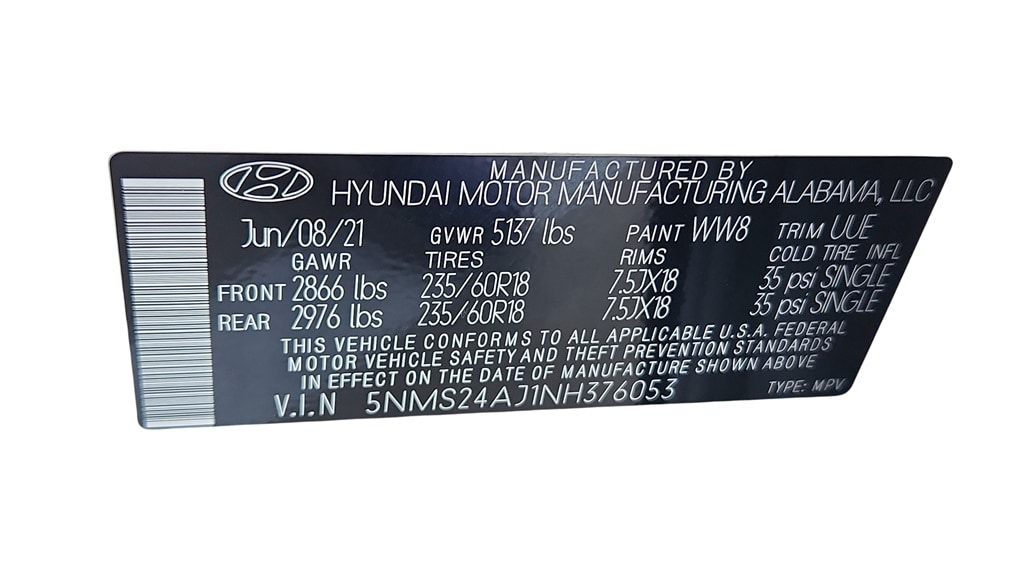 MANUFACTURED BY
HYUNDAI MOTOR MANUFACTURING ALABAMA, LLC
Jun/08/21 GVWR 5137 lbs PAINT WW8 TRIM UUE
GAWR TIRES RIMS COLD TIRE INFL
FRONT 2866 lbs 235/60R18 7.5JX18 35 psi SINGLE
REAR 2976 lbs 235/60R18 7.5JX18 35 psi SINGLE
THIS VEHICLE CONFORMS TO ALL APPLICABLE U.S.A. FEDERAL
MOTOR VEHICLE SAFETY AND THEFT PREVENTION STANDARDS
IN EFFECT ON THE DATE OF MANUFACTURE SHOWN ABOVE
V.I.N 5NMS24AJ1NH376053 TYPE: MPV